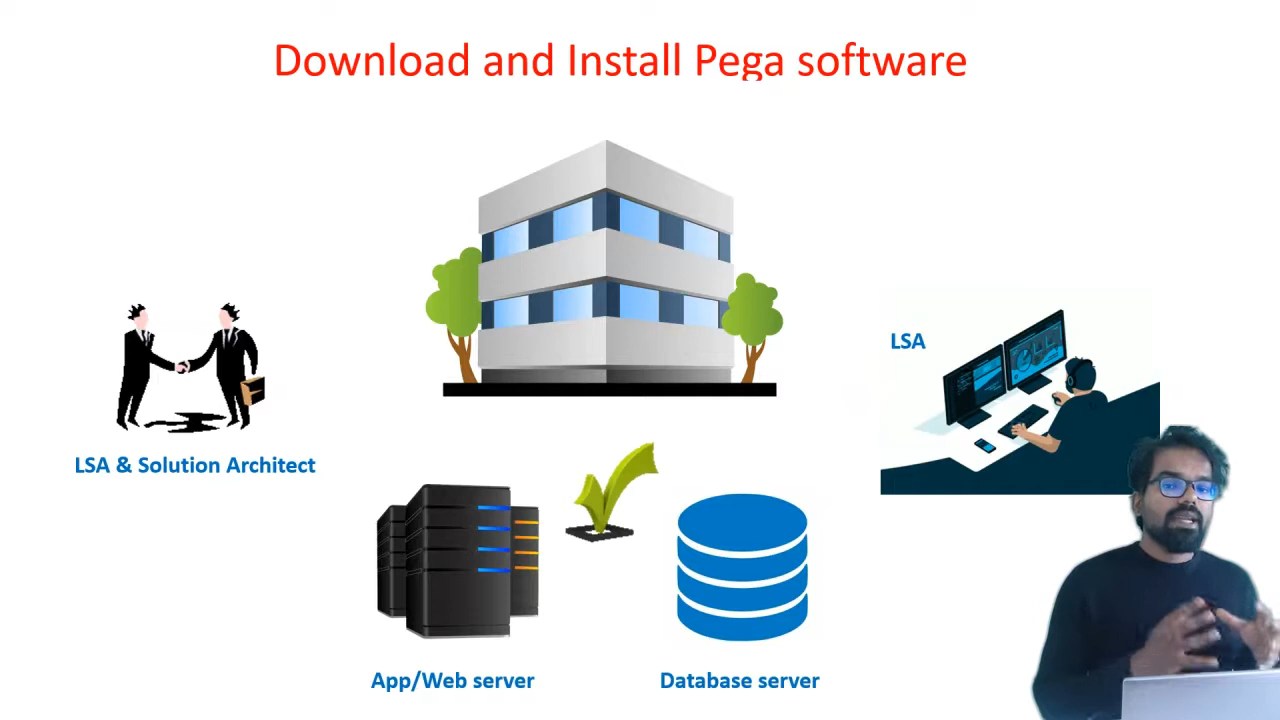 Download and Install Pega software
LSA
LSA & Solution Architect
App/Web server
Database server